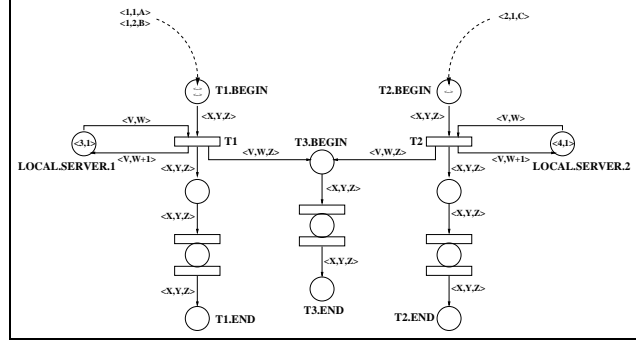 <1,1,A>
<1,2,B>
<2,1,C>
T1.BEGIN
T2.BEGIN
<X,Y,Z>
<X,Y,Z>
<V,W>
<V,W>
<3,1>
T1
T3.BEGIN
T2
<4,1>
<V,W+1>
<V,W,Z>
<V,W,Z>
<V,W+1>
LOCAL.SERVER.1
LOCAL.SERVER.2
<X,Y,Z>
<X,Y,Z>
<X,Y,Z>
<X,Y,Z>
<X,Y,Z>
<X,Y,Z>
<X,Y,Z>
<X,Y,Z>
T3.END
T1.END
T2.END